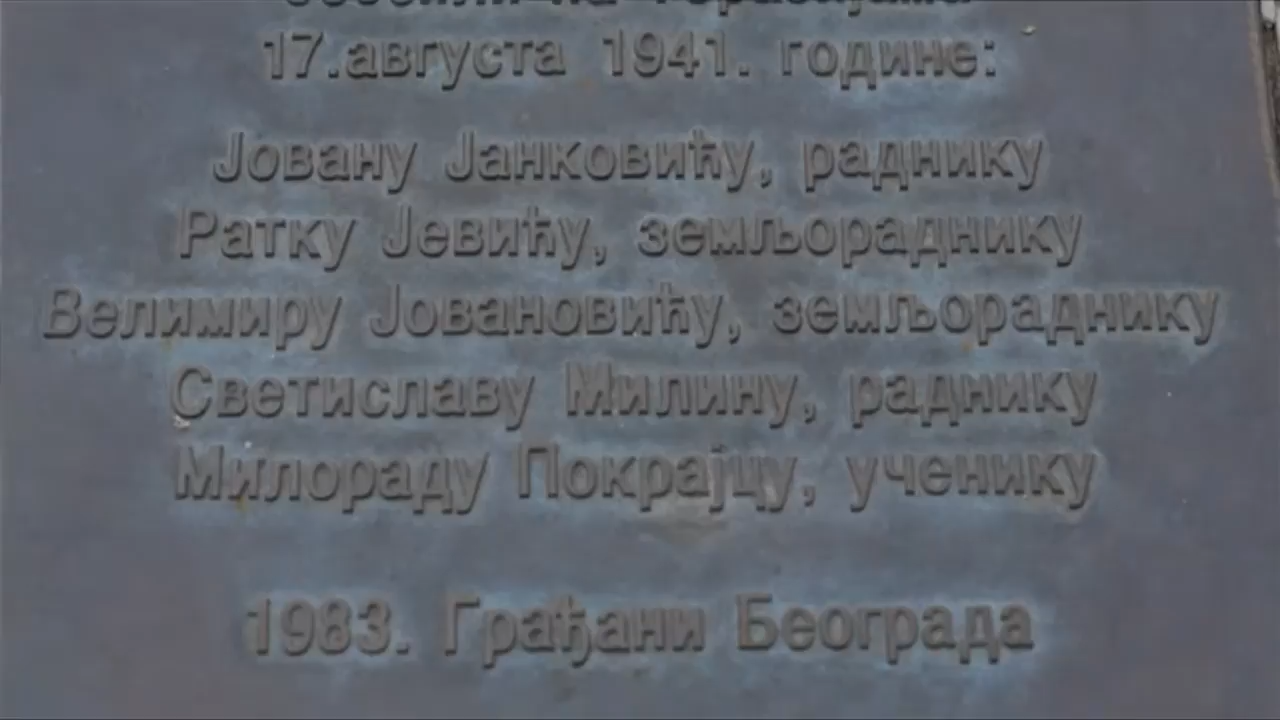 17.августа 1941. године:
Јовану Јанковићу, раднику
Ратку Јевићу, земљораднику
Велимиру Јовановићу, земљораднику
Светиславу Милину, раднику
Милораду Покрајцу, ученику
1983. Грађани Београда